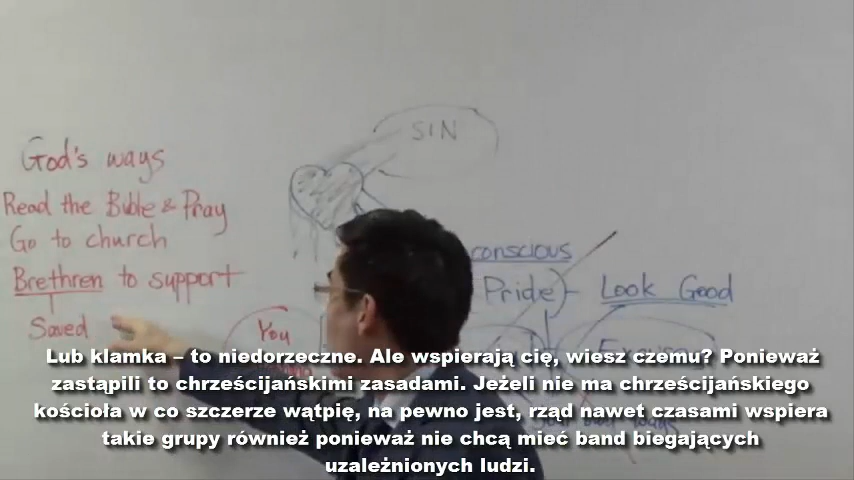 SIN
God's ways
Read the Bible & Pray
Go to church
Brethren to support
Saved
conscious
Pride
Look Good
You
Excuses
Lub klamka – to niedorzeczne. Ale wspierają cię, wiesz czemu? Ponieważ
zastąpili to chrześcijańskimi zasadami. Jeżeli nie ma chrześcijańskiego
kościoła w co szczerze wątpię, na pewno jest, rząd nawet czasami wspiera
takie grupy również ponieważ nie chcą mieć band biegających
uzależnionych ludzi.